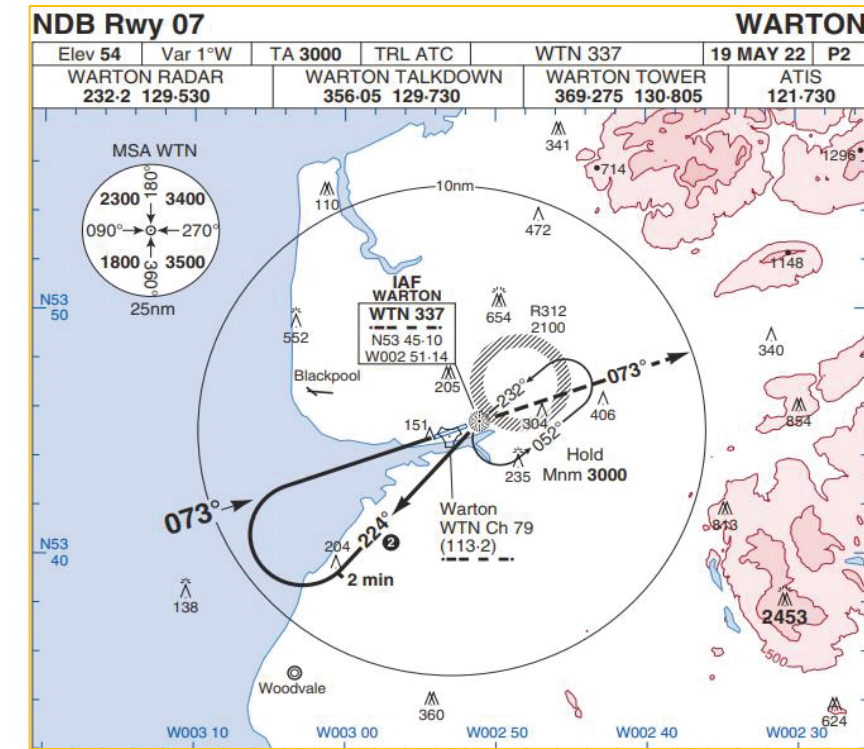 NDB Rwy 07
WARTON
Elev 54
Var 1°W
TA 3000
TRL ATC
WTN 337
19 MAY 22
P2
WARTON RADAR
232·2 129·530
WARTON TALKDOWN
356·05 129·730
WARTON TOWER
369·275 130·805
ATIS
121·730
MSA WTN
2300
180°
3400
090°
270°
1800
360°
3500
25nm
10nm
341
714
1296
110
472
1148
N53
50
552
IAF
WARTON
WTN 337
N53 45·10
W002 51·14
654
R312
2100
340
Blackpool
205
232°
073°
406
854
151
304
052°
235
Hold
Mnm 3000
073°
224°
2
Warton
WTN Ch 79
(113·2)
813
N53
40
204
2 min
138
2453
500
Woodvale
360
624
W003 10
W003 00
W002 50
W002 40
W002 30